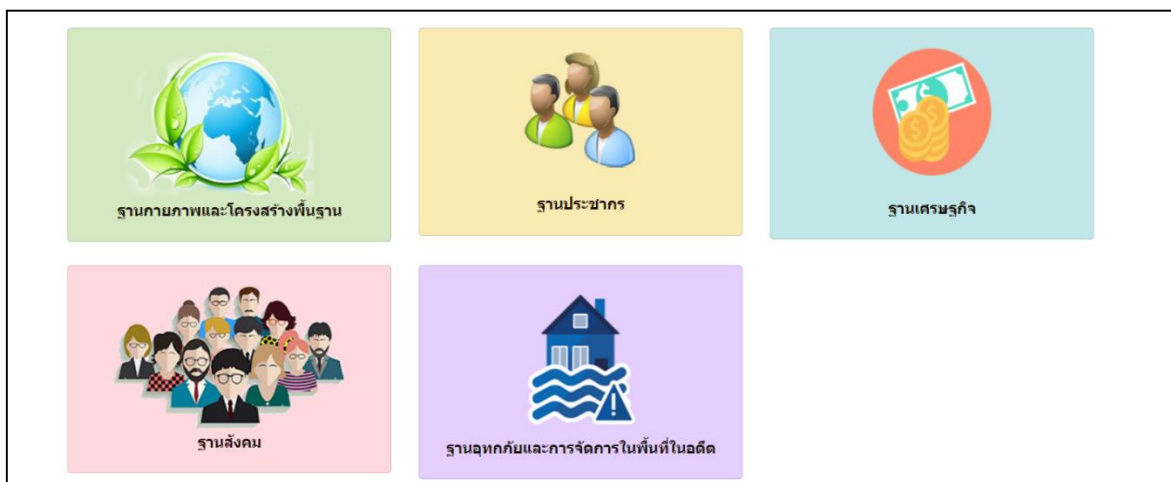 ฐานกายภาพและโครงสร้างพื้นฐาน
ฐานประชากร
ฐานเศรษฐกิจ
ฐานสังคม
ฐานอุทกภัยและการจัดการในพื้นที่ในอดีต